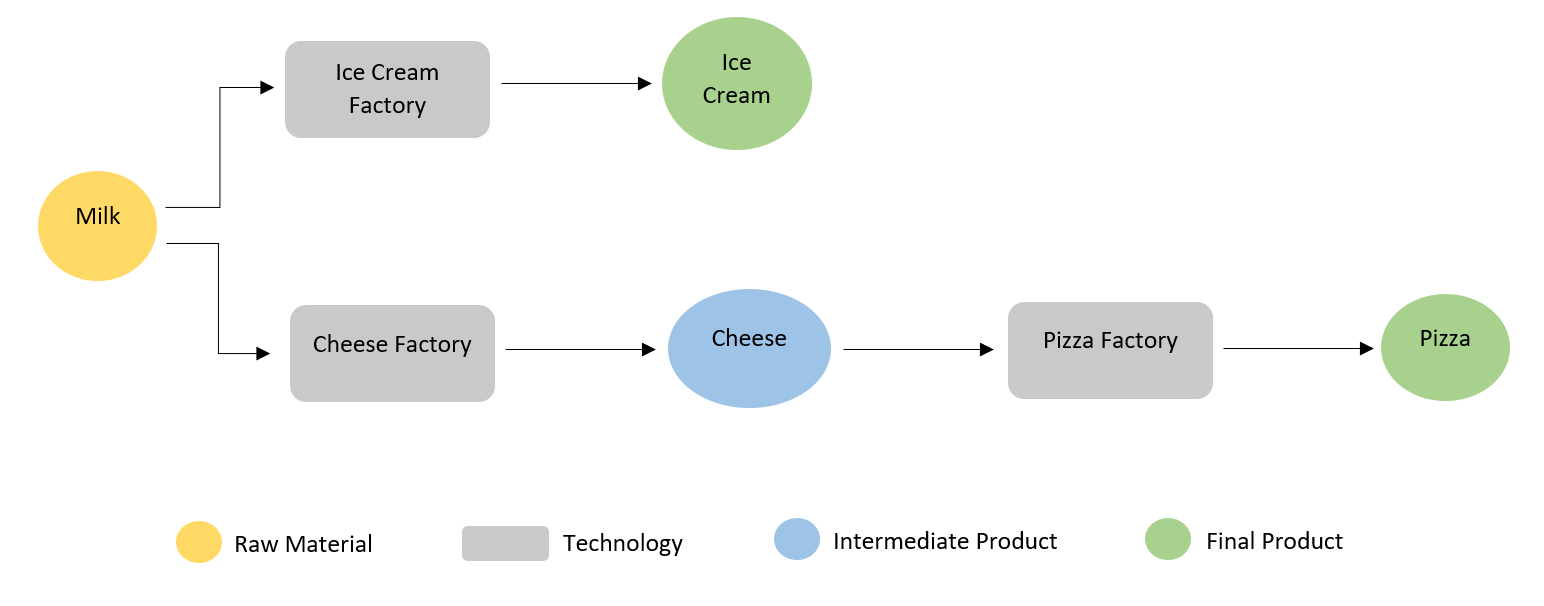 Ice Cream
Factory
Ice
Cream
Milk
Cheese Factory
Cheese
Pizza Factory
Pizza
Raw Material
Technology
Intermediate Product
Final Product